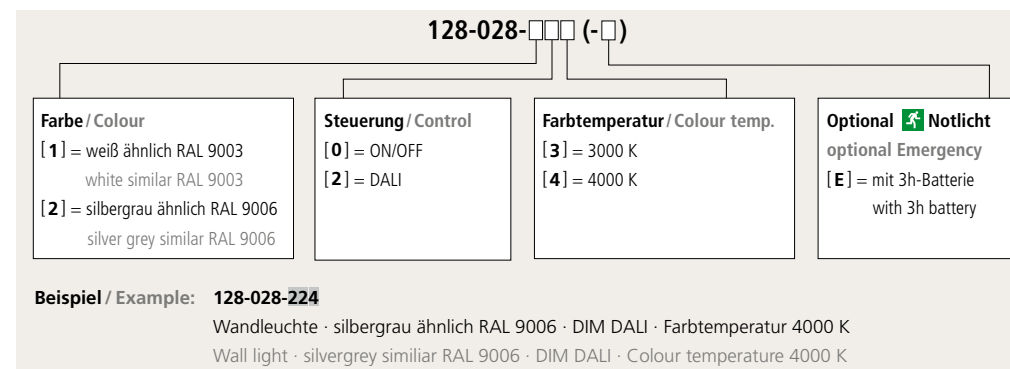 128-028-□□□ (-□)
Farbe / Colour
[1] = weiß ähnlich RAL 9003
white similar RAL 9003
[2] = silbergrau ähnlich RAL 9006
silver grey similar RAL 9006
Steuerung / Control
[0] = ON/OFF
[2] = DALI
Farbtemperatur / Colour temp.
[3] = 3000 K
[4] = 4000 K
Optional Notlicht
optional Emergency
[E] = mit 3h-Batterie
with 3h battery
Beispiel / Example: 128-028-224
Wandleuchte · silbergrau ähnlich RAL 9006 · DIM DALI · Farbtemperatur 4000 K
Wall light · silvergrey similiar RAL 9006 · DIM DALI · Colour temperature 4000 K